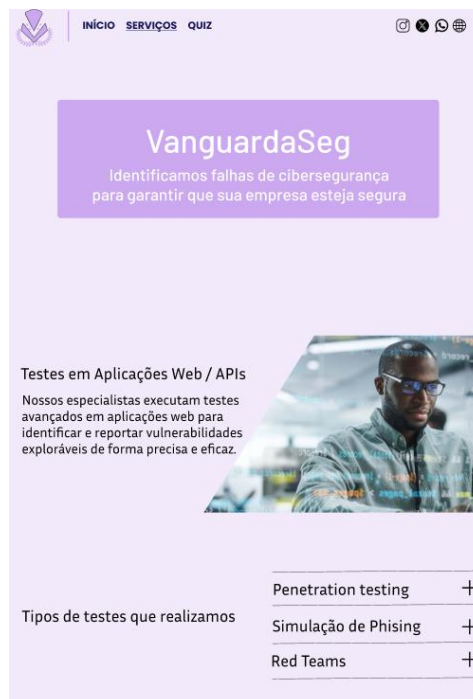 INÍCIO SERVIÇOS QUIZ
VanguardaSeg
Identificamos falhas de cibersegurança
para garantir que sua empresa esteja segura
Testes em Aplicações Web / APIs
Nossos especialistas executam testes
avançados em aplicações web para
identificar e reportar vulnerabilidades
exploráveis de forma precisa e eficaz.
Tipos de testes que realizamos
Penetration testing +
Simulação de Phising +
Red Teams +